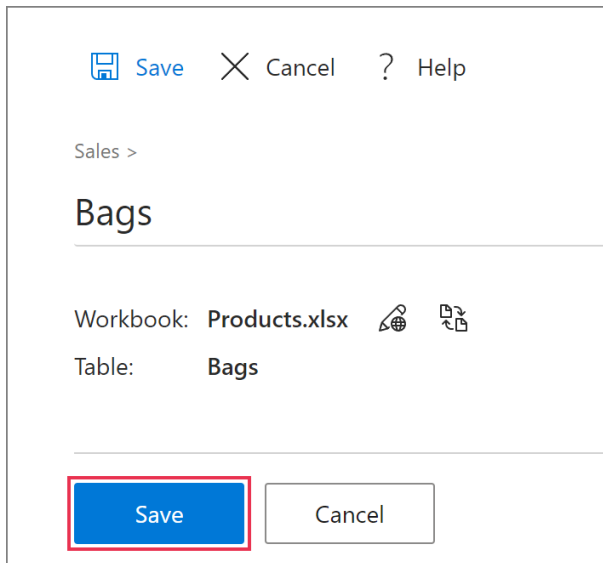 Save Cancel ? Help
Sales >
Bags
Workbook: Products.xlsx
Table: Bags
Save Cancel